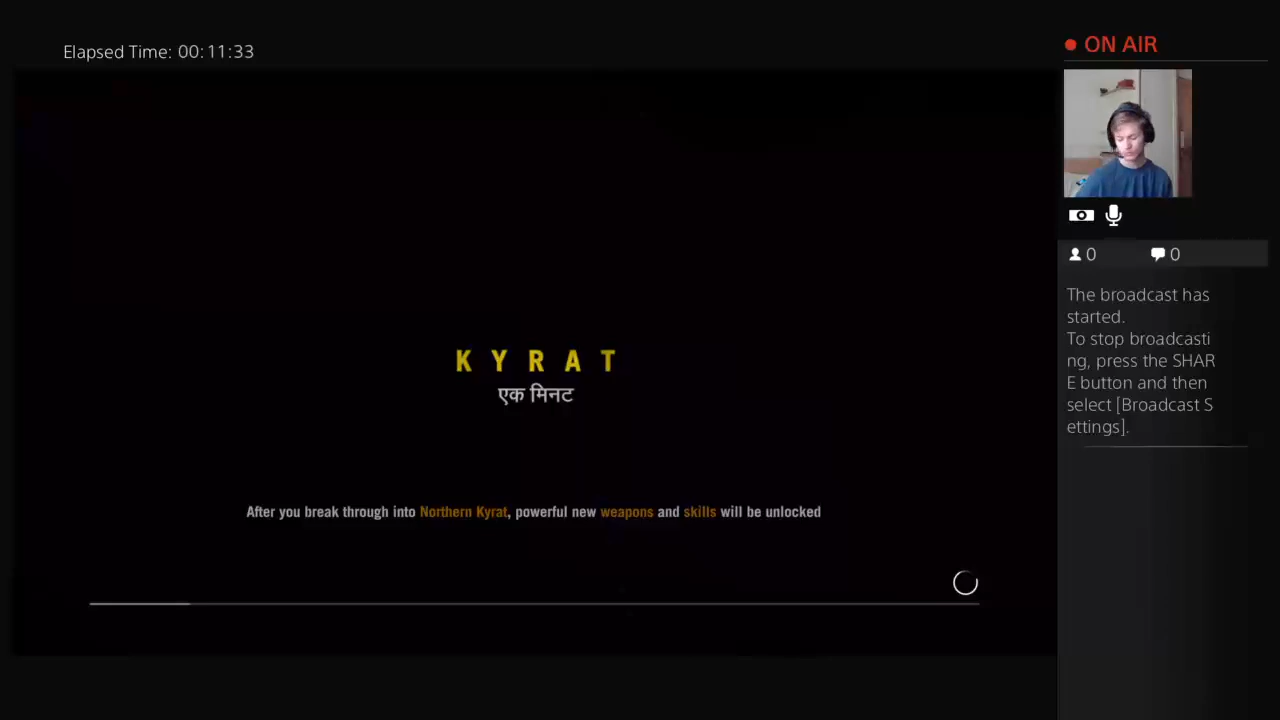 Elapsed Time: 00:11:33
ON AIR
0
0
The broadcast has
started.
To stop broadcasti
ng, press the SHAR
E button and then
select [Broadcast S
ettings].
KYRAT
एक मिनट
After you break through into Northern Kyrat, powerful new weapons and skills will be unlocked